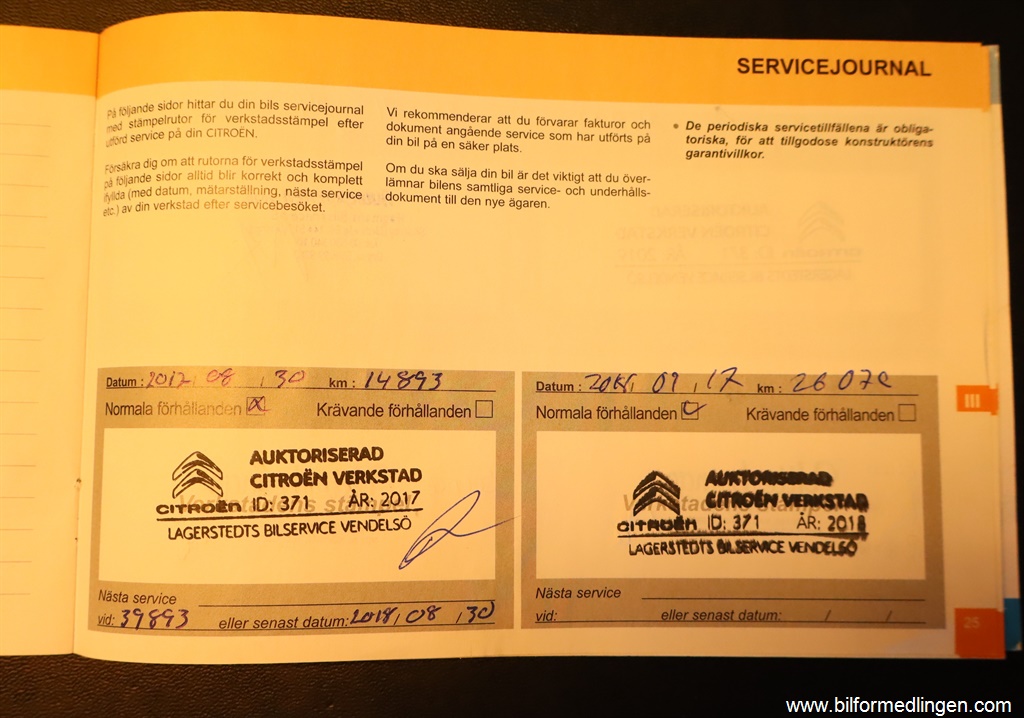 SERVICEJOURNAL
På följande sidor hittar du din bils servicejournal
med stämpelrutor för verkstadsstämpel efter
utförd service på din CITROËN.
Försäkra dig om att rutorna för verkstadsstämpel
på följande sidor alltid blir korrekt och komplett
ifyllda (med datum, mätarställning, nästa service
etc.) av din verkstad efter servicebesöket.
Vi rekommenderar att du förvarar fakturor och
dokument angående service som har utförts på
din bil på en säker plats.
Om du ska sälja din bil är det viktigt att du över-
lämnar bilens samtliga service- och underhålls-
dokument till den nye ägaren.
• De periodiska servicetillfällena är obliga-
toriska, för att tillgodose konstruktörens
garantivillkor.
Datum : 2017, 08 , 30 km : 14893
Normala förhållanden Krävande förhållanden
AUKTORISERAD
CITROËN VERKSTAD
Verkstadens stämpel
CITROËN ID: 371 ÅR: 2017
LAGERSTEDTS BILSERVICE VENDELSÖ
Nästa service
vid: 39893 eller senast datum: 2018, 08 , 30
Datum : 2018, 09 , 17 km :
Normala förhållanden Krävande förhållanden
AUKTORISERAD
CITROËN VERKSTAD
Verkstadens stämpel
CITROËN ID: 371 ÅR: 2018
LAGERSTEDTS BILSERVICE VENDELSÖ
Nästa service
vid: eller senast datum: / /
III
25
www.bilformedlingen.com